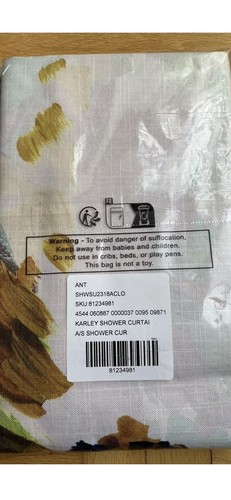 Warning - To avoid danger of suffocation,
Keep away from babies and children.
Do not use in cribs, beds, or play pens.
This bag is not a toy.
ANT
SHWSU2318ACLO
SKU:81234981
4544 060887 0000037 0095 09871
KARLEY SHOWER CURTAI
A/S SHOWER CUR
81234981